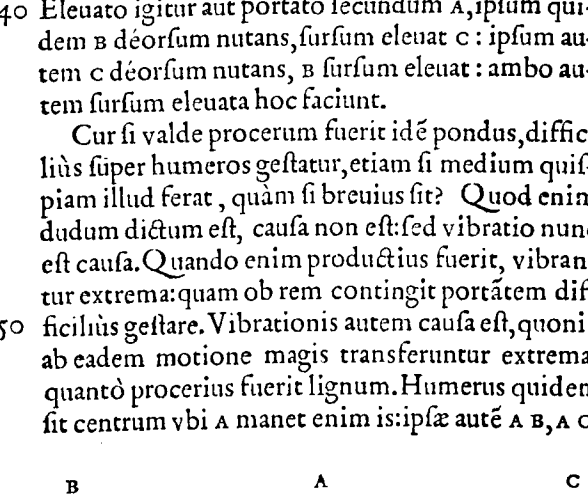 40 Eleuato igitur aut portato ſecundum A, ipſum qui-
dem B déorſum nutans, ſurſum eleuat C: ipſum au-
tem C déorſum nutans, B ſurſum eleuat: ambo au-
tem ſurſum eleuata hoc faciunt.
Cur ſi valde procerum fuerit idẽ pondus, diffic
liùs ſuper humeros geſtatur, etiam ſi medium quiſ-
piam illud ferat, quàm ſi breuius ſit? Quod enim
dudum dictum eſt, cauſa non eſt: ſed vibratio nunc
eſt cauſa. Quando enim productius fuerit, vibran
tur extrema: quam ob rem contingit portãtem dif
50 ficiliùs geſtare. Vibrationis autem cauſa eſt, quoni
ab eadem motione magis transferuntur extrema
quantò procerius fuerit lignum. Humerus quidem
ſit centrum vbi A manet enim is: ipſæ autẽ A B, A C
B A C